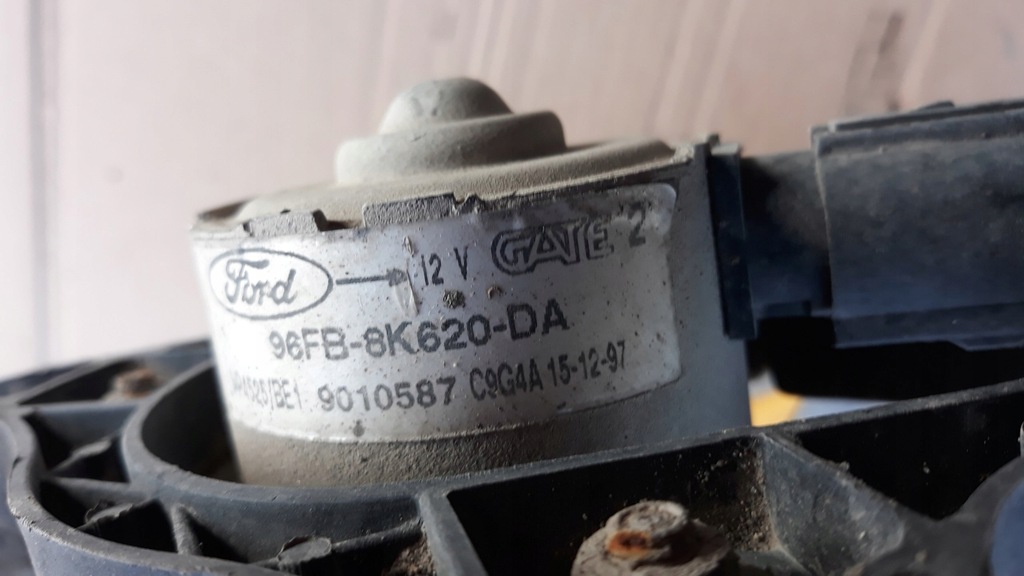 Ford 12 V GATE 2
96FB-8K620-DA
9010587 C9G4A 15-12-97